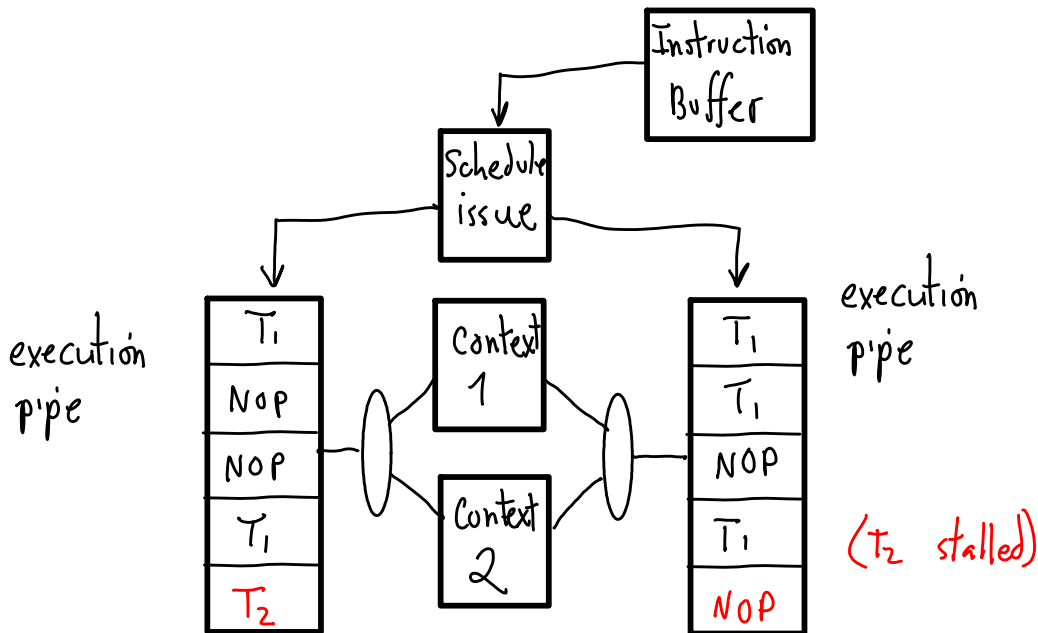 Instruction
Buffer
Schedule
issue
execution
pipe
T1
NOP
NOP
T1
T2
Context
1
Context
2
T1
T1
NOP
T1
NOP
execution
pipe
(T2 stalled)